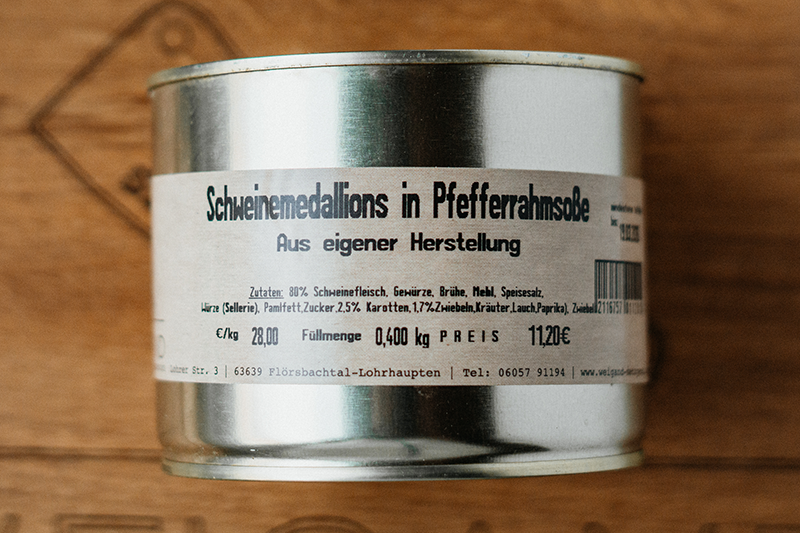 Schweinemedallions in Pfefferrahmsoße
Aus eigener Herstellung
Zutaten: 80% Schweinefleisch, Gewürze, Brühe, Mehl, Speisesalz,
Würze (Sellerie), Pamlfett,Zucker,2,5% Karotten,1,7%Zwiebeln,Kräuter,Lauch,Paprika), Zwiebeln
€/kg 28,00 Füllmenge 0,400 kg PREIS 11,20€
Lohrer Str. 3 | 63639 Flörsbachtal-Lohrhaupten | Tel: 06057 91194 |